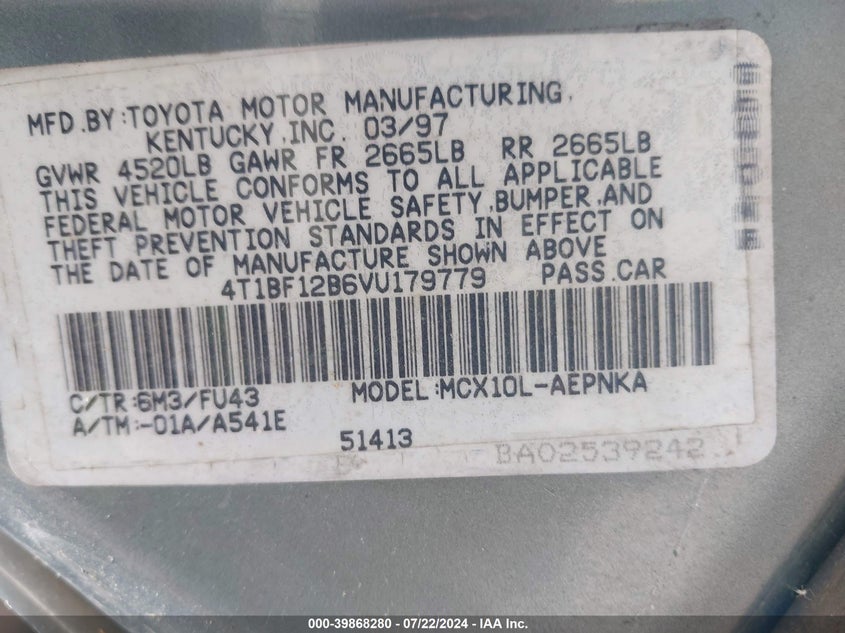 MFD.BY:TOYOTA MOTOR MANUFACTURING,
KENTUCKY,INC. 03/97
GVWR 4520LB GAWR FR 2665LB RR 2665LB
THIS VEHICLE CONFORMS TO ALL APPLICABLE
FEDERAL MOTOR VEHICLE SAFETY,BUMPER,AND
THEFT PREVENTION STANDARDS IN EFFECT ON
THE DATE OF MANUFACTURE SHOWN ABOVE
4T1BF12B6VU179779 PASS.CAR
C/TR:6M3/FU43 MODEL:MCX10L-AEPNKA
A/TM:-01A/A541E
51413
BA02539242
000-39868280 - 07/22/2024 - IAA Inc.